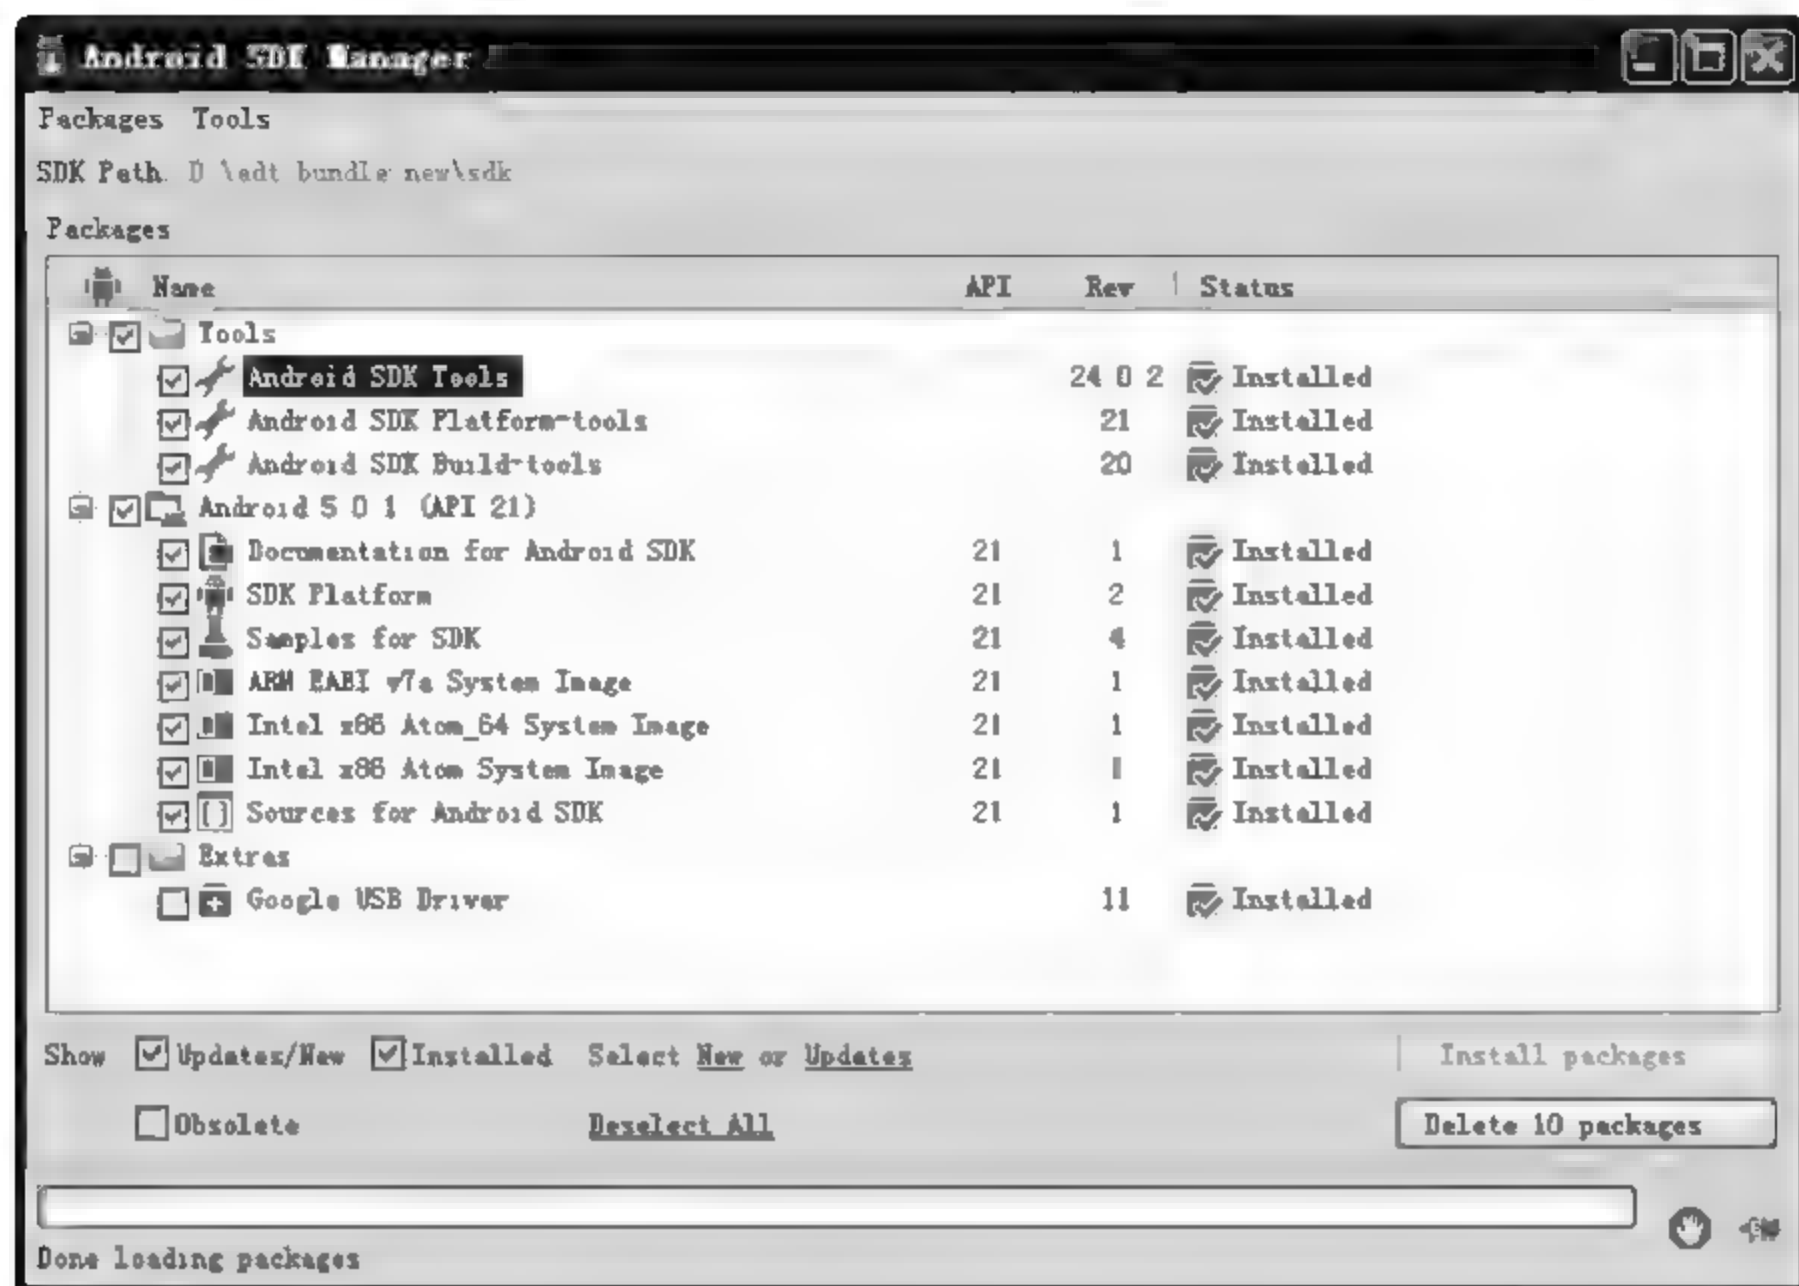 Android SDK Manager
Packages Tools
SDK Path D \adt bundle new\sdk
Packages
Name API Rev Status
Tools
Android SDK Tools 24 0 2 Installed
Android SDK Platform-tools 21 Installed
Android SDK Build-tools 20 Installed
Android 5 0 1 (API 21)
Documentation for Android SDK 21 1 Installed
SDK Platform 21 2 Installed
Samples for SDK 21 4 Installed
ARM EABI v7a System Image 21 1 Installed
Intel x86 Atom_64 System Image 21 1 Installed
Intel x86 Atom System Image 21 1 Installed
Sources for Android SDK 21 1 Installed
Extras
Google USB Driver 11 Installed
Show Updates/New Installed Select New or Updates Install packages
Obsolete Deselect All Delete 10 packages
Done loading packages